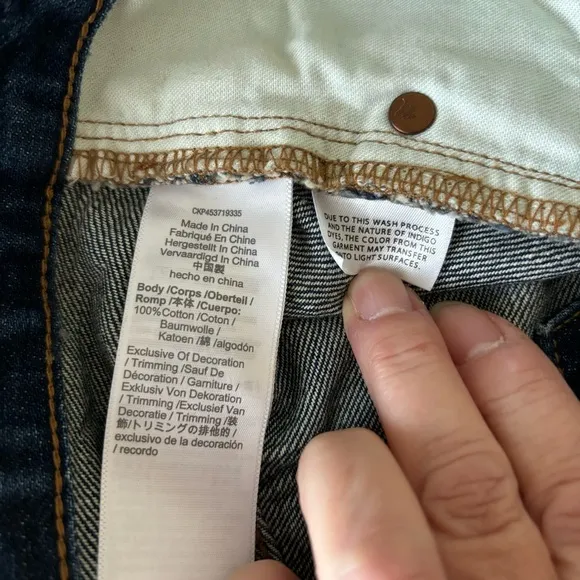 CKP453719335
Made In China
Fabriqué En Chine
Hergestellt In China
Vervaardigd In China
中国製
hecho en china
Body /Corps /Oberteil /
Romp /本体 /Cuerpo:
100%Cotton /Coton /
Baumwolle /
Katoen /綿 /algodón
Exclusive Of Decoration
/ Trimming /Sauf De
Décoration / Garniture /
Exklusiv Von Dekoration
/ Trimming /Exclusief Van
Decoratie / Trimming /装
飾/トリミングの排他的 /
exclusivo de la decoración
/ recordo
DUE TO THIS WASH PROCESS
AND THE NATURE OF INDIGO
DYES, THE COLOR FROM THIS
GARMENT MAY TRANSFER
ONTO LIGHT SURFACES.